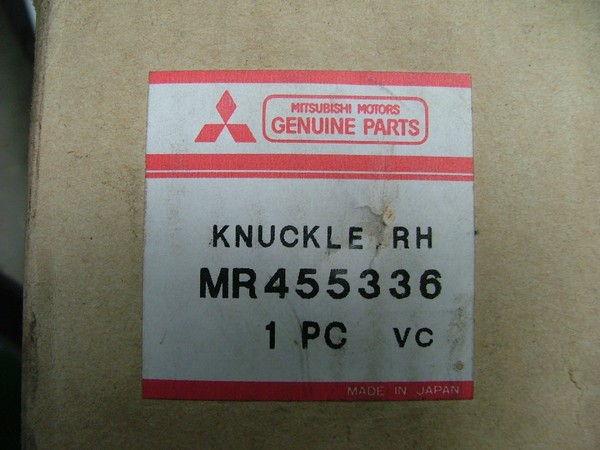 MITSUBISHI MOTORS
GENUINE PARTS
KNUCKLE, RH
MR455336
1 PC VC
MADE IN JAPAN